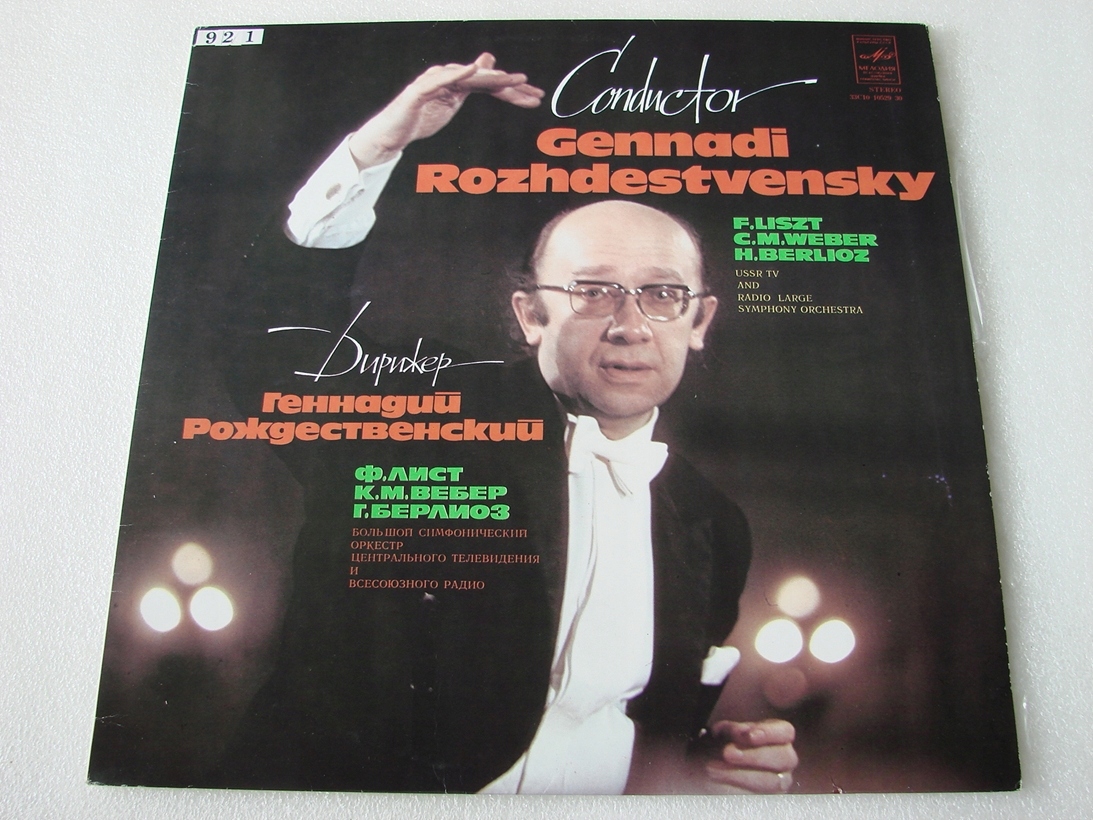 921
Conductor
Gennadi
Rozhdestvensky
МЕЛОДИЯ
STEREO
F.LISZT
C.M.WEBER
H.BERLIOZ
USSR TV
AND
RADIO LARGE
SYMPHONY ORCHESTRA
Дирижер
Геннадий
Рождественский
Ф.ЛИСТ
К.М.ВЕБЕР
Г.БЕРЛИОЗ
БОЛЬШОЙ СИМФОНИЧЕСКИЙ
ОРКЕСТР
ЦЕНТРАЛЬНОГО ТЕЛЕВИДЕНИЯ
И
ВСЕСОЮЗНОГО РАДИО